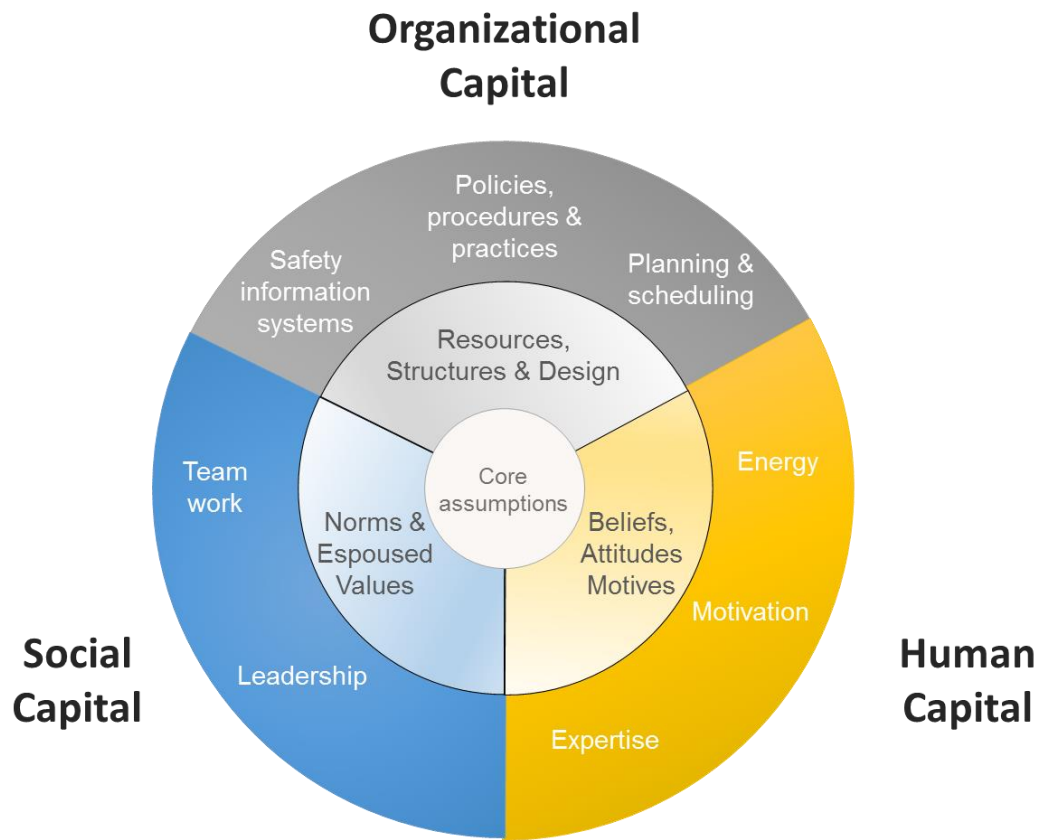 Organizational
Capital
Policies,
procedures &
practices
Safety
information
systems
Planning &
scheduling
Resources,
Structures & Design
Team
work
Energy
Core
assumptions
Norms &
Espoused
Values
Beliefs,
Attitudes
Motives
Motivation
Social
Capital
Leadership
Human
Capital
Expertise